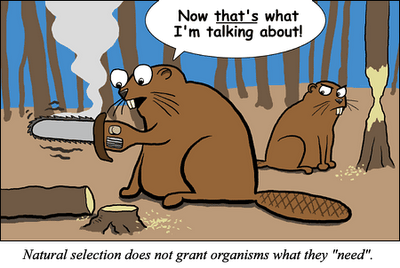 Now that's what
I'm talking about!
Natural selection does not grant organisms what they "need".